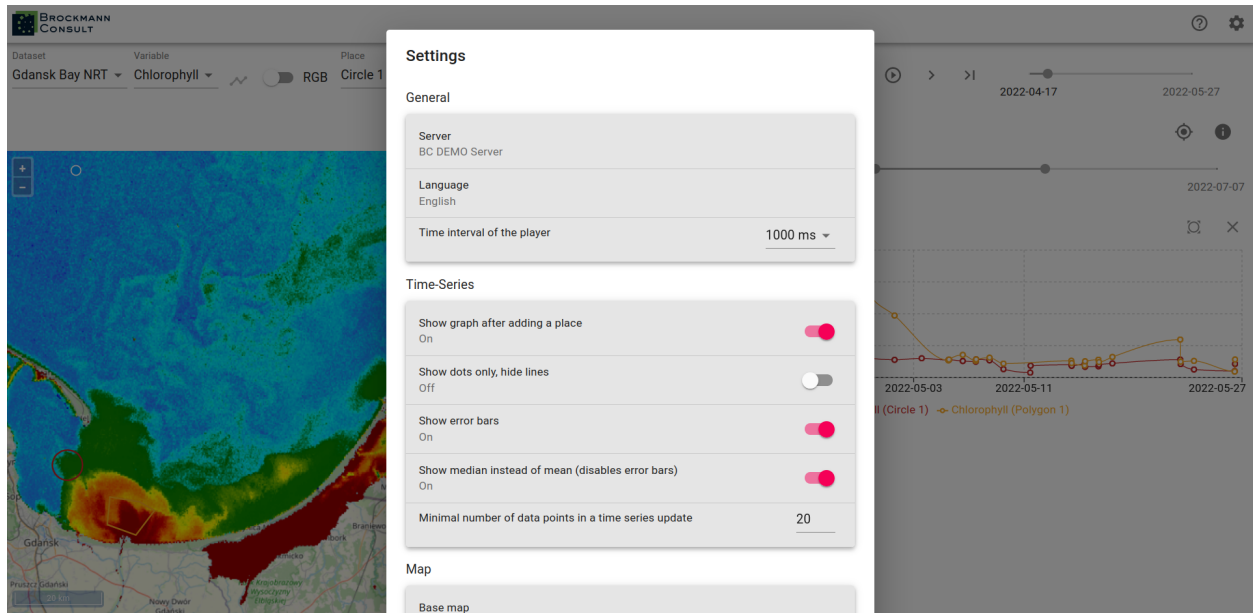 BROCKMANN
CONSULT
Dataset
Variable
Place
Gdansk Bay NRT
Chlorophyll
RGB
Circle 1
2022-04-17
2022-05-27
2022-07-07
Settings
General
Server
BC DEMO Server
Language
English
Time interval of the player
1000 ms
Time-Series
Show graph after adding a place
On
Show dots only, hide lines
Off
Show error bars
On
Show median instead of mean (disables error bars)
On
Minimal number of data points in a time series update
20
Map
Base map
2022-05-03
2022-05-11
2022-05-27
(Circle 1)
Chlorophyll (Polygon 1)
+
−
Gdańsk
Braniewo
Pruszcz Gdański
20 km
Nowy Dwór
Gdański